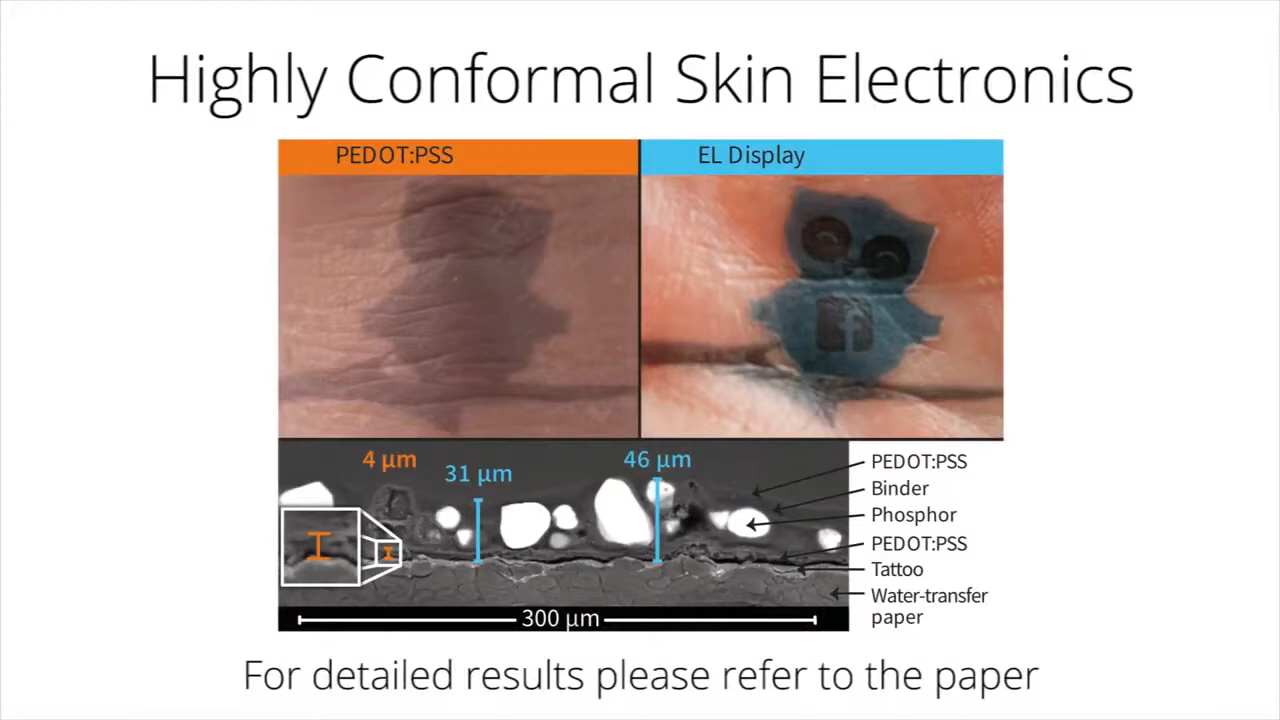 Highly Conformal Skin Electronics
PEDOT:PSS
EL Display
f
4 µm
31 µm
46 µm
PEDOT:PSS
Binder
Phosphor
PEDOT:PSS
Tattoo
Water-transfer
paper
300 µm
For detailed results please refer to the paper